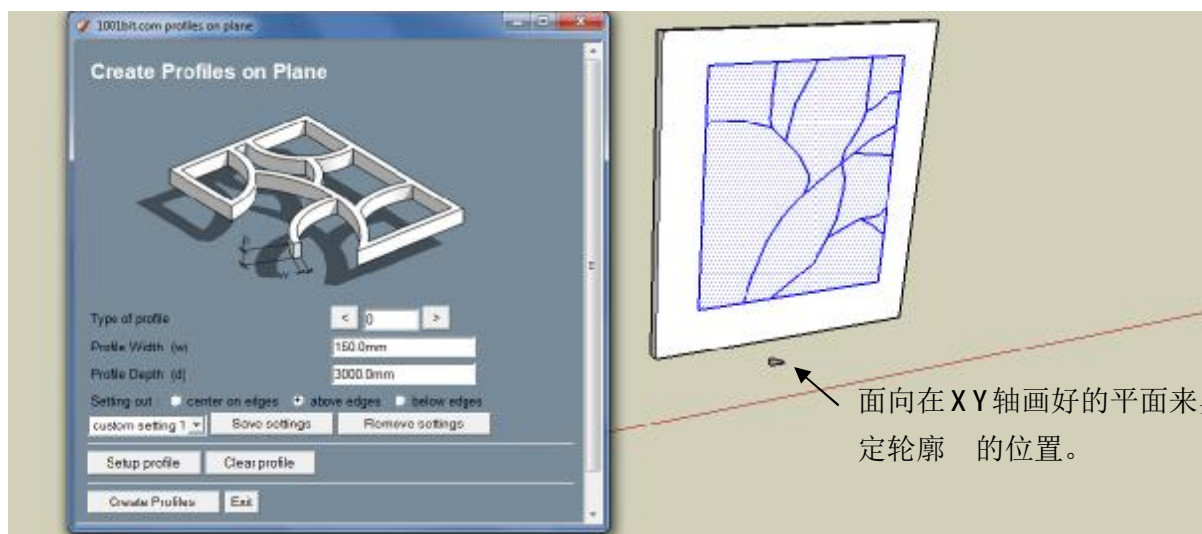 1001bit.com profiles on plane
Create Profiles on Plane
Type of profile < 0 >
Profile Width (w) 150.0mm
Profile Depth (d) 3000.0mm
Setting out : center on edges above edges below edges
custom setting 1 Save settings Remove settings
Setup profile Clear profile
Create Profiles Exit
面向在XY轴画好的平面来
定轮廓 的位置。